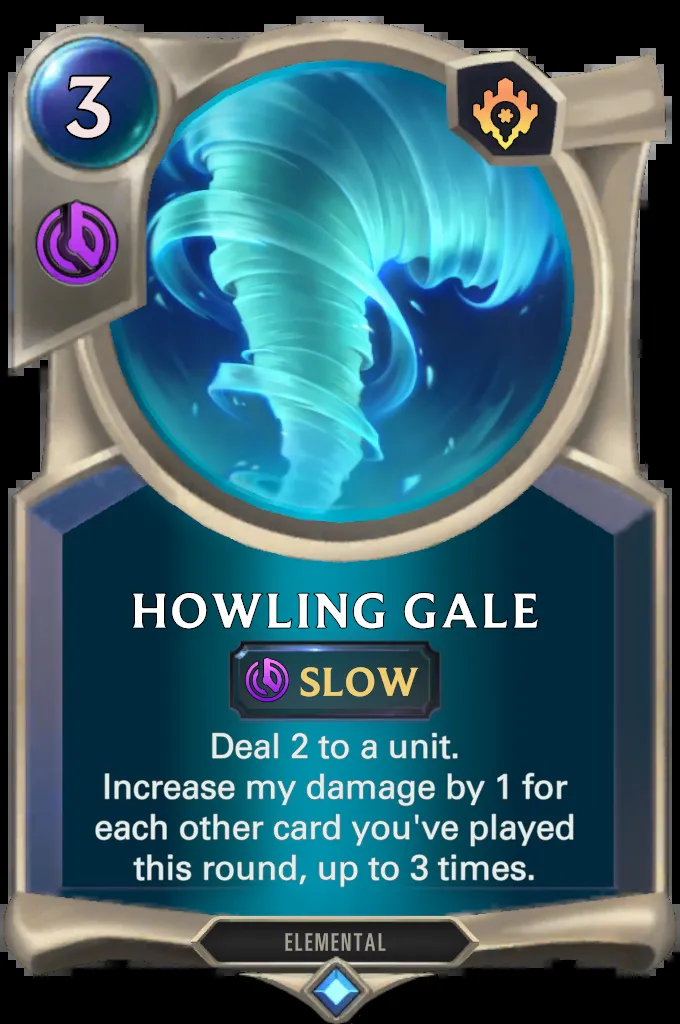 3
HOWLING GALE
SLOW
Deal 2 to a unit.
Increase my damage by 1 for
each other card you've played
this round, up to 3 times.
ELEMENTAL